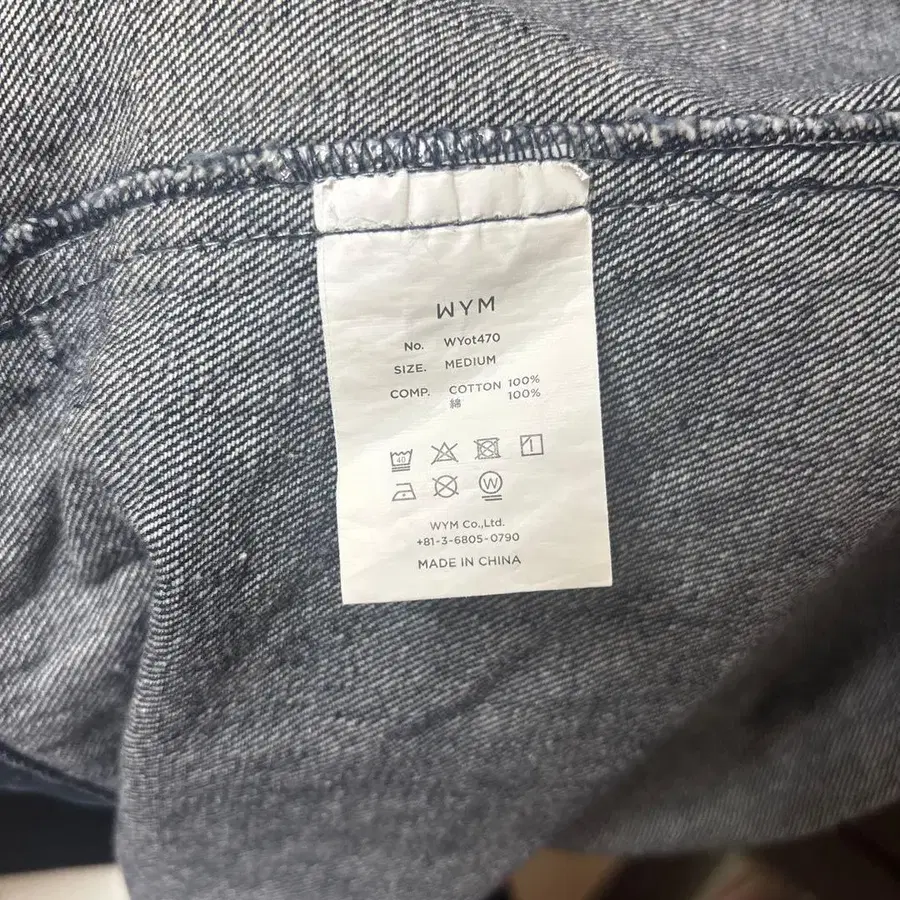 WYM
No. WYot470
SIZE. MEDIUM
COMP. COTTON 100%
綿 100%
40
W
WYM Co.,Ltd.
+81-3-6805-0790
MADE IN CHINA